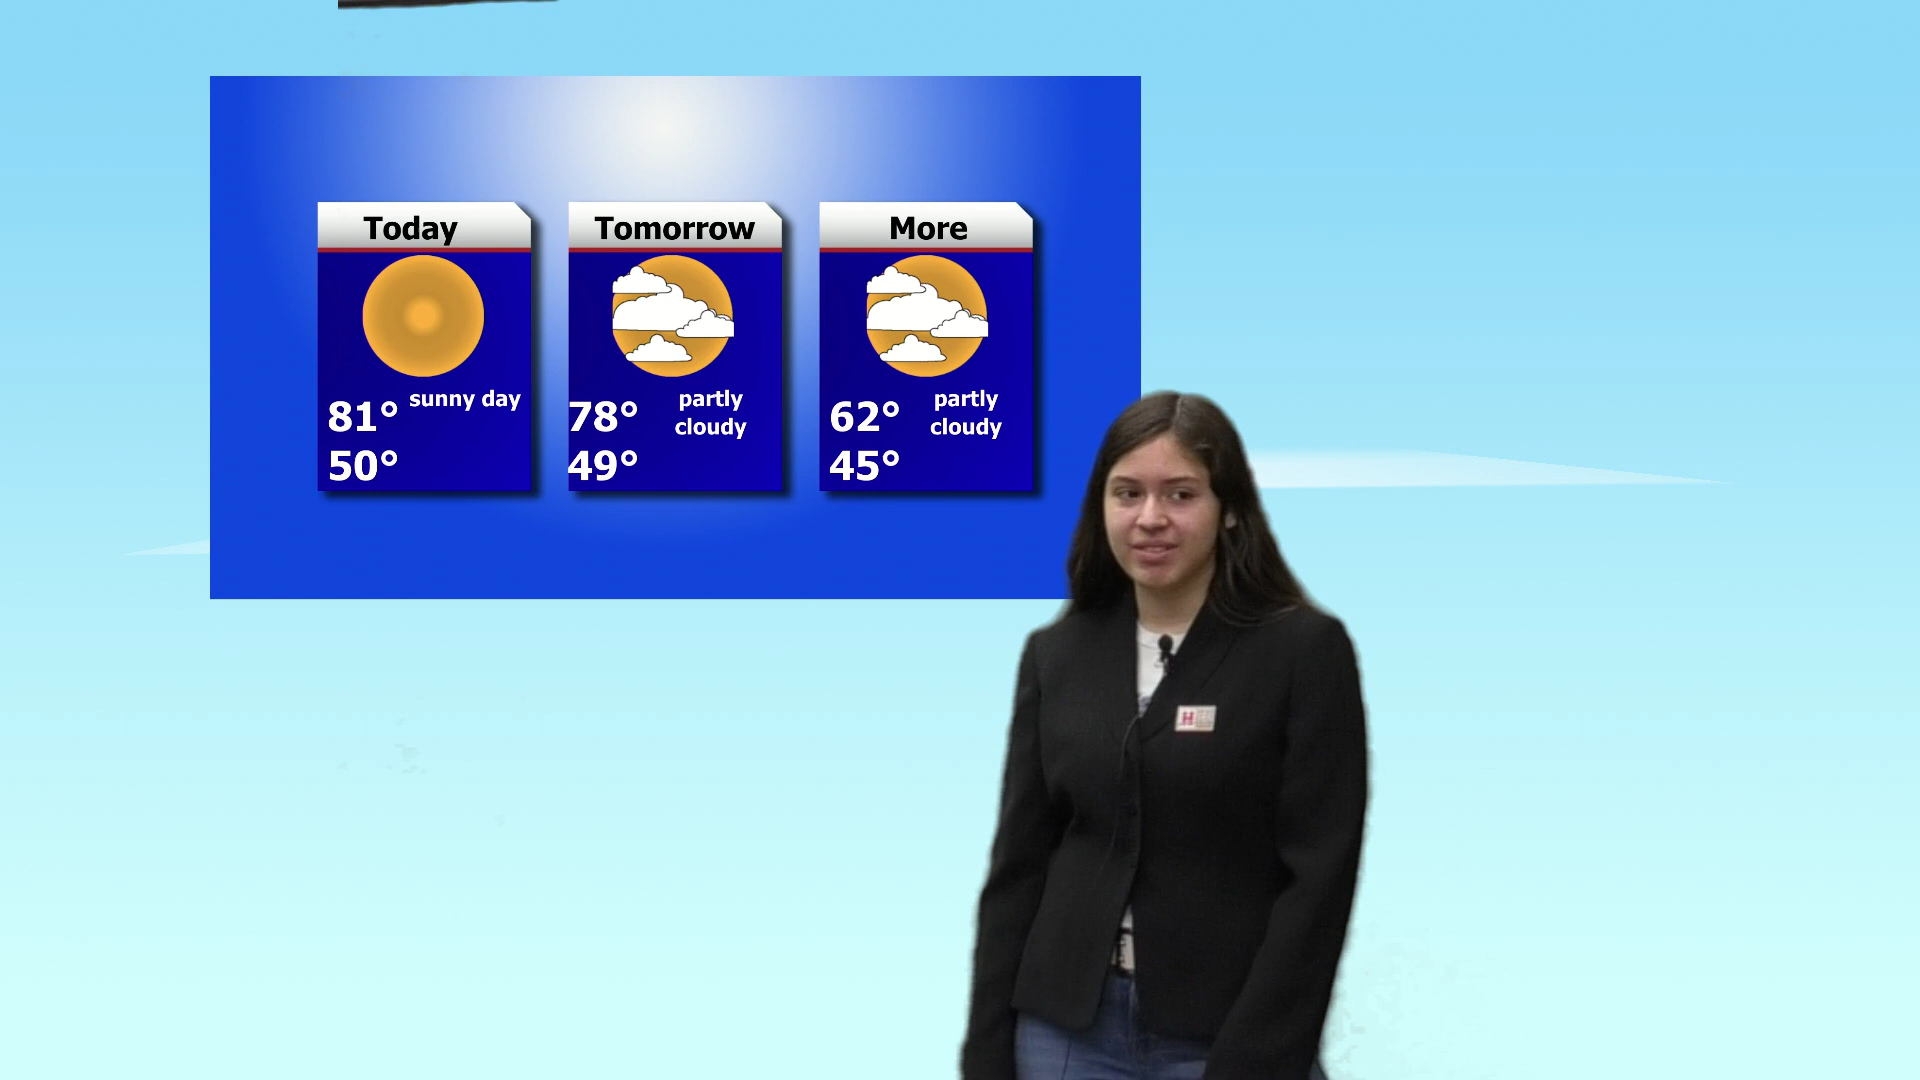 Today
Tomorrow
More
81°
sunny day
50°
78°
partly
cloudy
49°
62°
partly
cloudy
45°
H